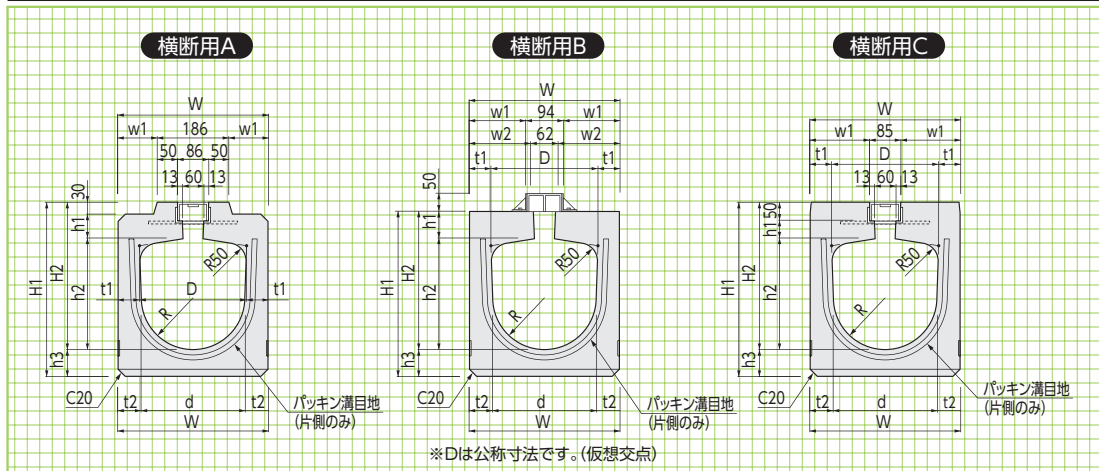 横断用A
W
w1 186 w1
50 86 50
13 60 13
30
h1
H1
H2
h2
t1 D t1
R50
R
h3
C20
t2 d t2
W
パッキン溝目地
(片側のみ)
横断用B
W
w1 94 w1
w2 62 w2
t1 D t1
50
h1
H1
H2
h2
R50
R
h3
C20
t2 d t2
W
パッキン溝目地
(片側のみ)
横断用C
W
w1 85 w1
t1 D t1
13 60 13
50
h1
H1
H2
h2
R50
R
h3
C20
t2 d t2
W
パッキン溝目地
(片側のみ)
※Dは公称寸法です。(仮想交点)